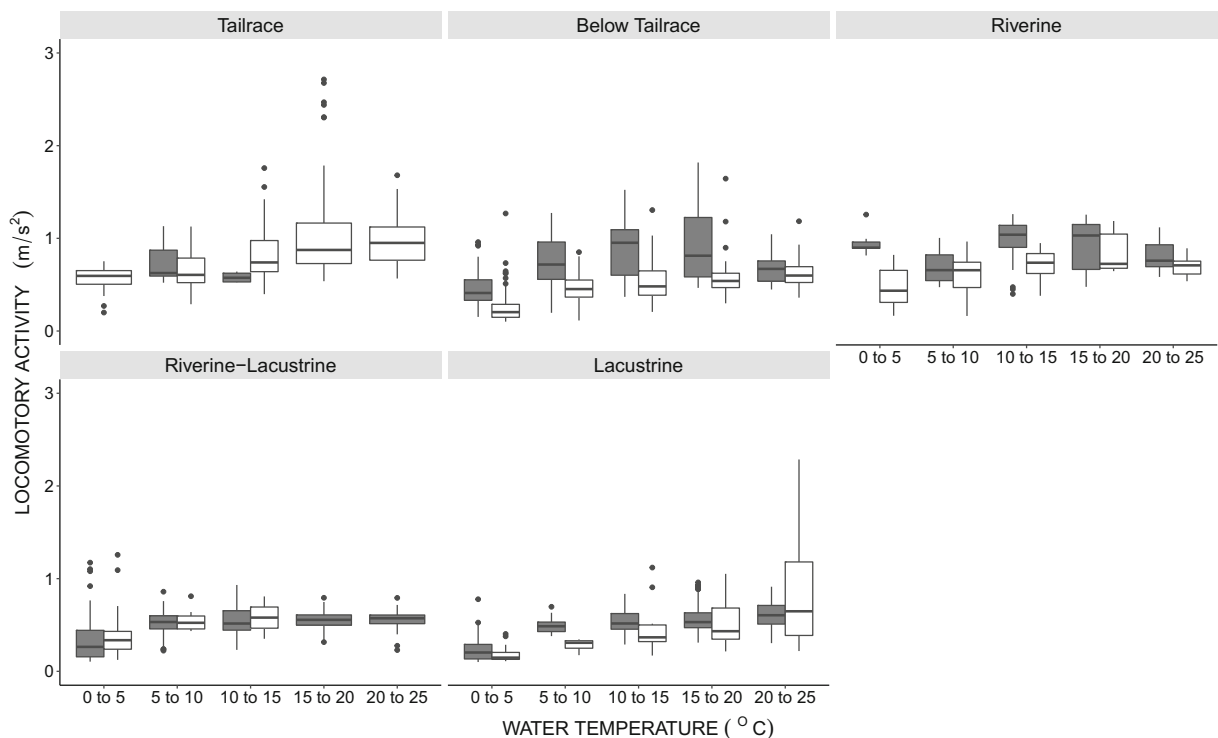 Tailrace
Below Tailrace
Riverine
3
2
1
0
0 to 5
5 to 10
10 to 15
15 to 20
20 to 25
Riverine−Lacustrine
Lacustrine
3
2
1
0
0 to 5
5 to 10
10 to 15
15 to 20
20 to 25
0 to 5
5 to 10
10 to 15
15 to 20
20 to 25
LOCOMOTORY ACTIVITY (m/s²)
WATER TEMPERATURE ( ᴼ C)